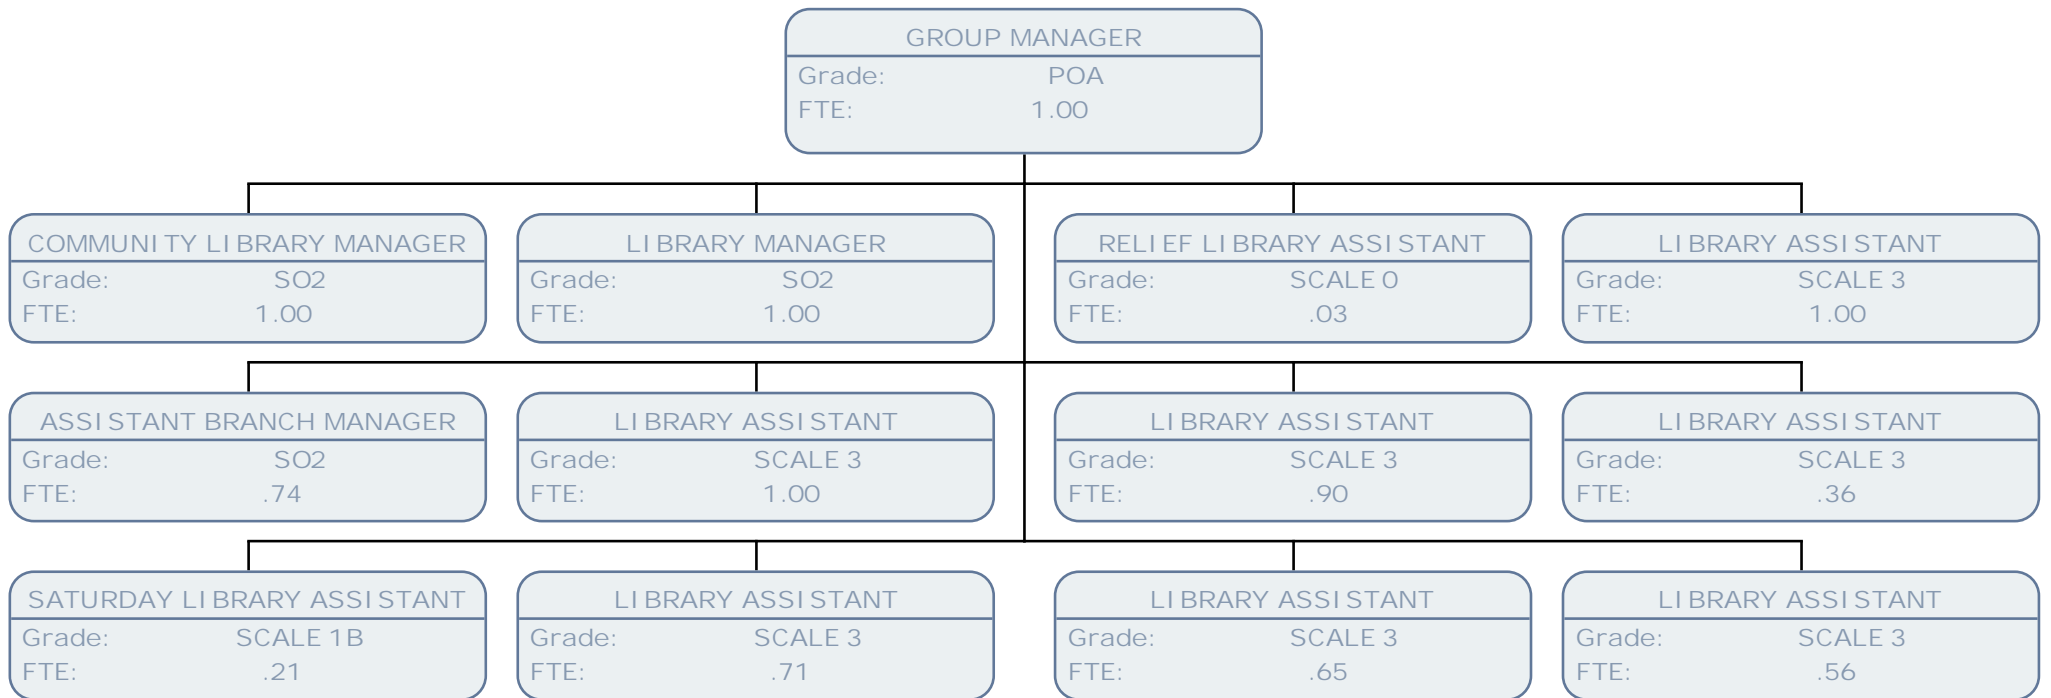 GROUP MANAGER
Grade: POA
FTE: 1.00
COMMUNITY LIBRARY MANAGER
Grade: SO2
FTE: 1.00
LIBRARY MANAGER
Grade: SO2
FTE: 1.00
RELIEF LIBRARY ASSISTANT
Grade: SCALE 0
FTE: .03
LIBRARY ASSISTANT
Grade: SCALE 3
FTE: 1.00
ASSISTANT BRANCH MANAGER
Grade: SO2
FTE: .74
LIBRARY ASSISTANT
Grade: SCALE 3
FTE: 1.00
LIBRARY ASSISTANT
Grade: SCALE 3
FTE: .90
LIBRARY ASSISTANT
Grade: SCALE 3
FTE: .36
SATURDAY LIBRARY ASSISTANT
Grade: SCALE 1B
FTE: .21
LIBRARY ASSISTANT
Grade: SCALE 3
FTE: .71
LIBRARY ASSISTANT
Grade: SCALE 3
FTE: .65
LIBRARY ASSISTANT
Grade: SCALE 3
FTE: .56